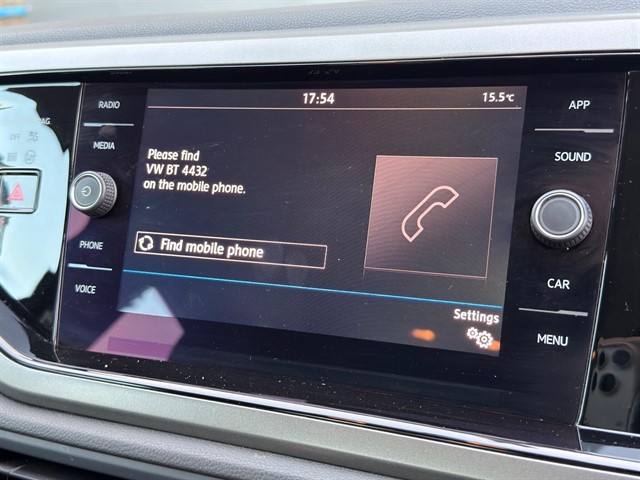 RADIO
MEDIA
PHONE
VOICE
17:54
15.5°C
Please find
VW BT 4432
on the mobile phone.
Find mobile phone
Settings
APP
SOUND
CAR
MENU